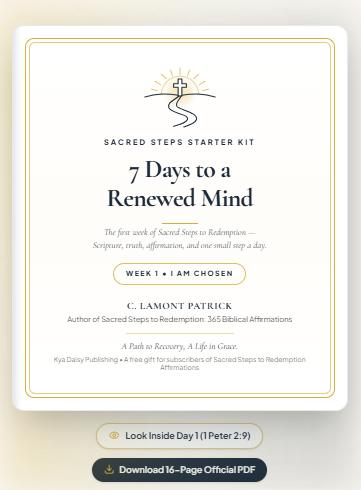 SACRED STEPS STARTER KIT
7 Days to a
Renewed Mind
The first week of Sacred Steps to Redemption —
Scripture, truth, affirmation, and one small step a day.
WEEK 1 • I AM CHOSEN
C. LAMONT PATRICK
Author of Sacred Steps to Redemption: 365 Biblical Affirmations
A Path to Recovery, A Life in Grace.
Kya Daisy Publishing • A free gift for subscribers of Sacred Steps to Redemption
Affirmations
Look Inside Day 1 (1 Peter 2:9)
Download 16-Page Official PDF